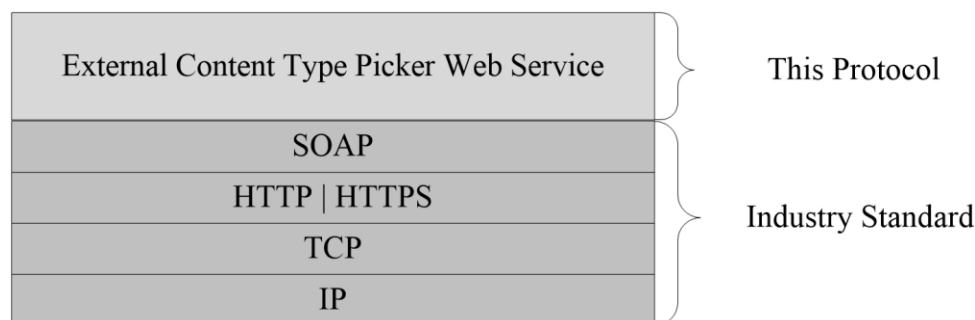 External Content Type Picker Web Service
This Protocol
SOAP
HTTP | HTTPS
TCP
IP
Industry Standard